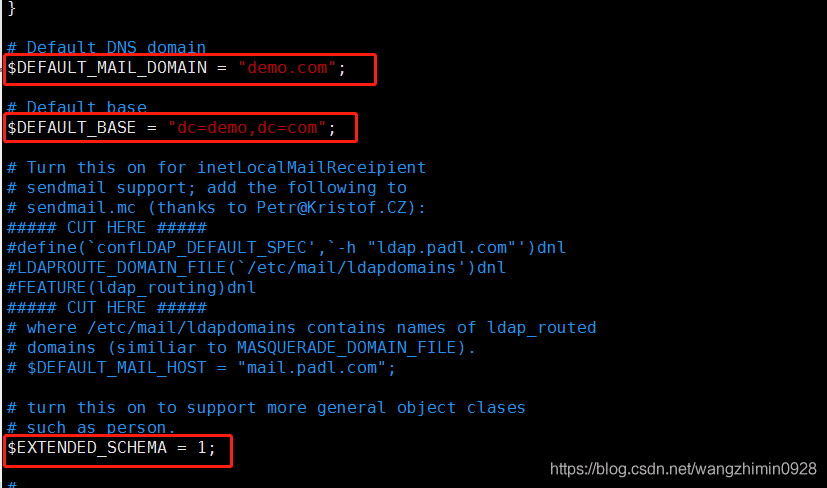 }
# Default DNS domain
$DEFAULT_MAIL_DOMAIN = "demo.com";
# Default base
$DEFAULT_BASE = "dc=demo,dc=com";
# Turn this on for inetLocalMailReceipient
# sendmail support; add the following to
# sendmail.mc (thanks to Petr@Kristof.CZ):
##### CUT HERE #####
#define(`confLDAP_DEFAULT_SPEC',`-h "ldap.padl.com"')dnl
#LDAPROUTE_DOMAIN_FILE(`/etc/mail/ldapdomains')dnl
#FEATURE(ldap_routing)dnl
##### CUT HERE #####
# where /etc/mail/ldapdomains contains names of ldap_routed
# domains (similiar to MASQUERADE_DOMAIN_FILE).
# $DEFAULT_MAIL_HOST = "mail.padl.com";
# turn this on to support more general object clases
# such as person.
$EXTENDED_SCHEMA = 1;
#
https://blog.csdn.net/wangzhimin0928